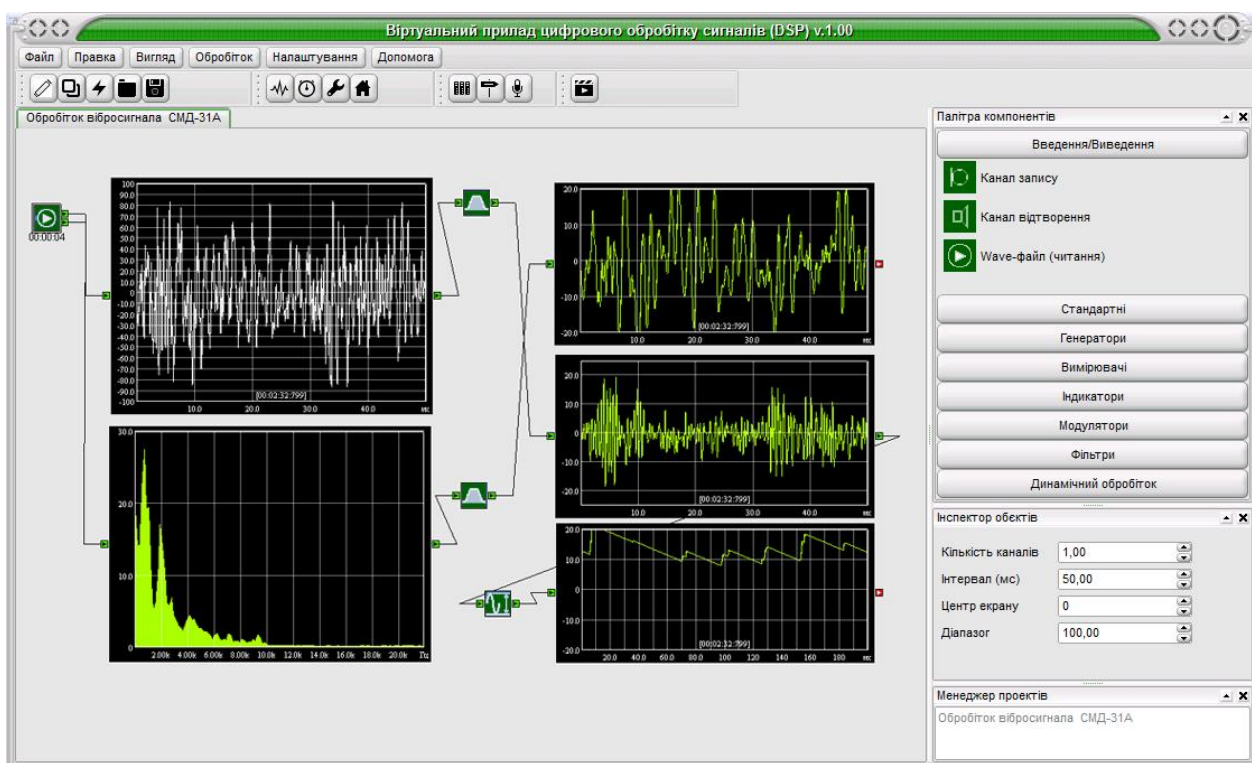 Віртуальний прилад цифрового обробітку сигналів (DSP) v.1.00
Файл Правка Вигляд Обробіток Налаштування Допомога
Обробіток вібросигнала СМД-31А
00:00:04
100
90.0
80.0
70.0
60.0
50.0
40.0
30.0
20.0
10.0
0
-10.0
-20.0
-30.0
-40.0
-50.0
-60.0
-70.0
-80.0
-90.0
-100
[00:02:32:799]
10.0 20.0 30.0 40.0 мс
30.0
20.0
10.0
0
2.00k 4.00k 6.00k 8.00k 10.0k 12.0k 14.0k 16.0k 18.0k 20.0k Гц
20.0
10.0
0
-10.0
-20.0
[00:02:32:799]
10.0 20.0 30.0 40.0 мс
20.0
10.0
0
-10.0
-20.0
[00:02:32:799]
10.0 20.0 30.0 40.0 мс
20.0
10.0
0
-10.0
-20.0
[00:02:32:799]
20.0 40.0 60.0 80.0 100 120 140 160 180 мс
Палітра компонентів
Введення/Виведення
Канал запису
Канал відтворення
Wave-файл (читання)
Стандартні
Генератори
Вимірювачі
Індикатори
Модулятори
Фільтри
Динамічний обробіток
Інспектор обєктів
Кількість каналів 1,00
Інтервал (мс) 50,00
Центр екрану 0
Діапазог 100,00
Менеджер проектів
Обробіток вібросигнала СМД-31А